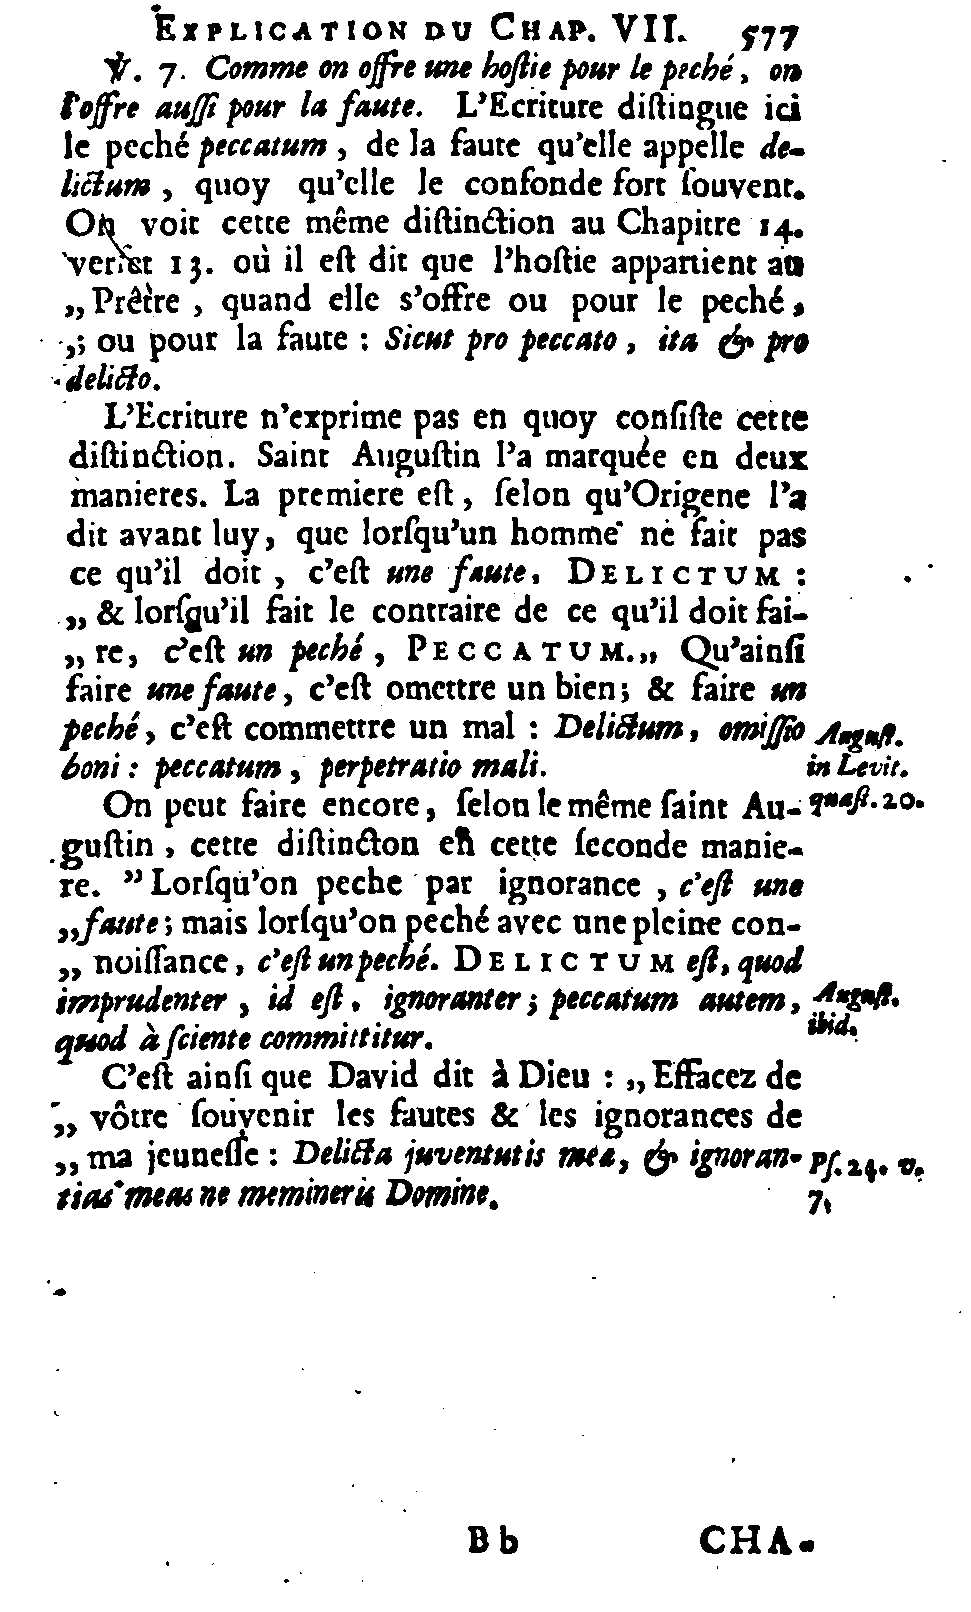 EXPLICATION DU CHAP. VII. 577
℣. 7. Comme on offre une hoſtie pour le peché, on
l'offre auſſi pour la faute. L'Ecriture diſtingue ici
le peché peccatum, de la faute qu'elle appelle de-
lictum, quoy qu'elle le confonde fort ſouvent.
On voit cette même diſtinction au Chapitre 14.
verſet 13. où il eſt dit que l'hoſtie appartient au
„ Prêtre, quand elle s'offre ou pour le peché,
„ ou pour la faute : Sicut pro peccato, ita & pro
delicto.
L'Ecriture n'exprime pas en quoy conſiſte cette
diſtinction. Saint Auguſtin l'a marquée en deux
manieres. La premiere eſt, ſelon qu'Origene l'a
dit avant luy, que lorſqu'un homme ne fait pas
ce qu'il doit, c'eſt une faute, DELICTUM :
„ & lorſqu'il fait le contraire de ce qu'il doit fai-
„ re, c'eſt un peché, PECCATUM.„ Qu'ainſi
faire une faute, c'eſt omettre un bien; & faire un
peché, c'eſt commettre un mal : Delictum, omiſſio
boni : peccatum, perpetratio mali.
Auguſt.
in Levit.
quæſt. 20.
On peut faire encore, ſelon le même ſaint Au-
guſtin, cette diſtincton en cette ſeconde manie-
re. ” Lorſqu'on peche par ignorance, c'eſt une
„ faute; mais lorſqu'on peché avec une pleine con-
„ noiſſance, c'eſt un peché. DELICTUM eſt, quod
imprudenter, id eſt, ignoranter; peccatum autem,
quod à ſciente committitur.
Auguſt.
ibid.
C'eſt ainſi que David dit à Dieu : „ Effacez de
„ vôtre ſouvenir les fautes & les ignorances de
„ ma jeuneſſe : Delicta juventutis meæ, & ignoran-
tias meas ne memineris Domine.
Pſ. 24. v.
7.
Bb CHA-